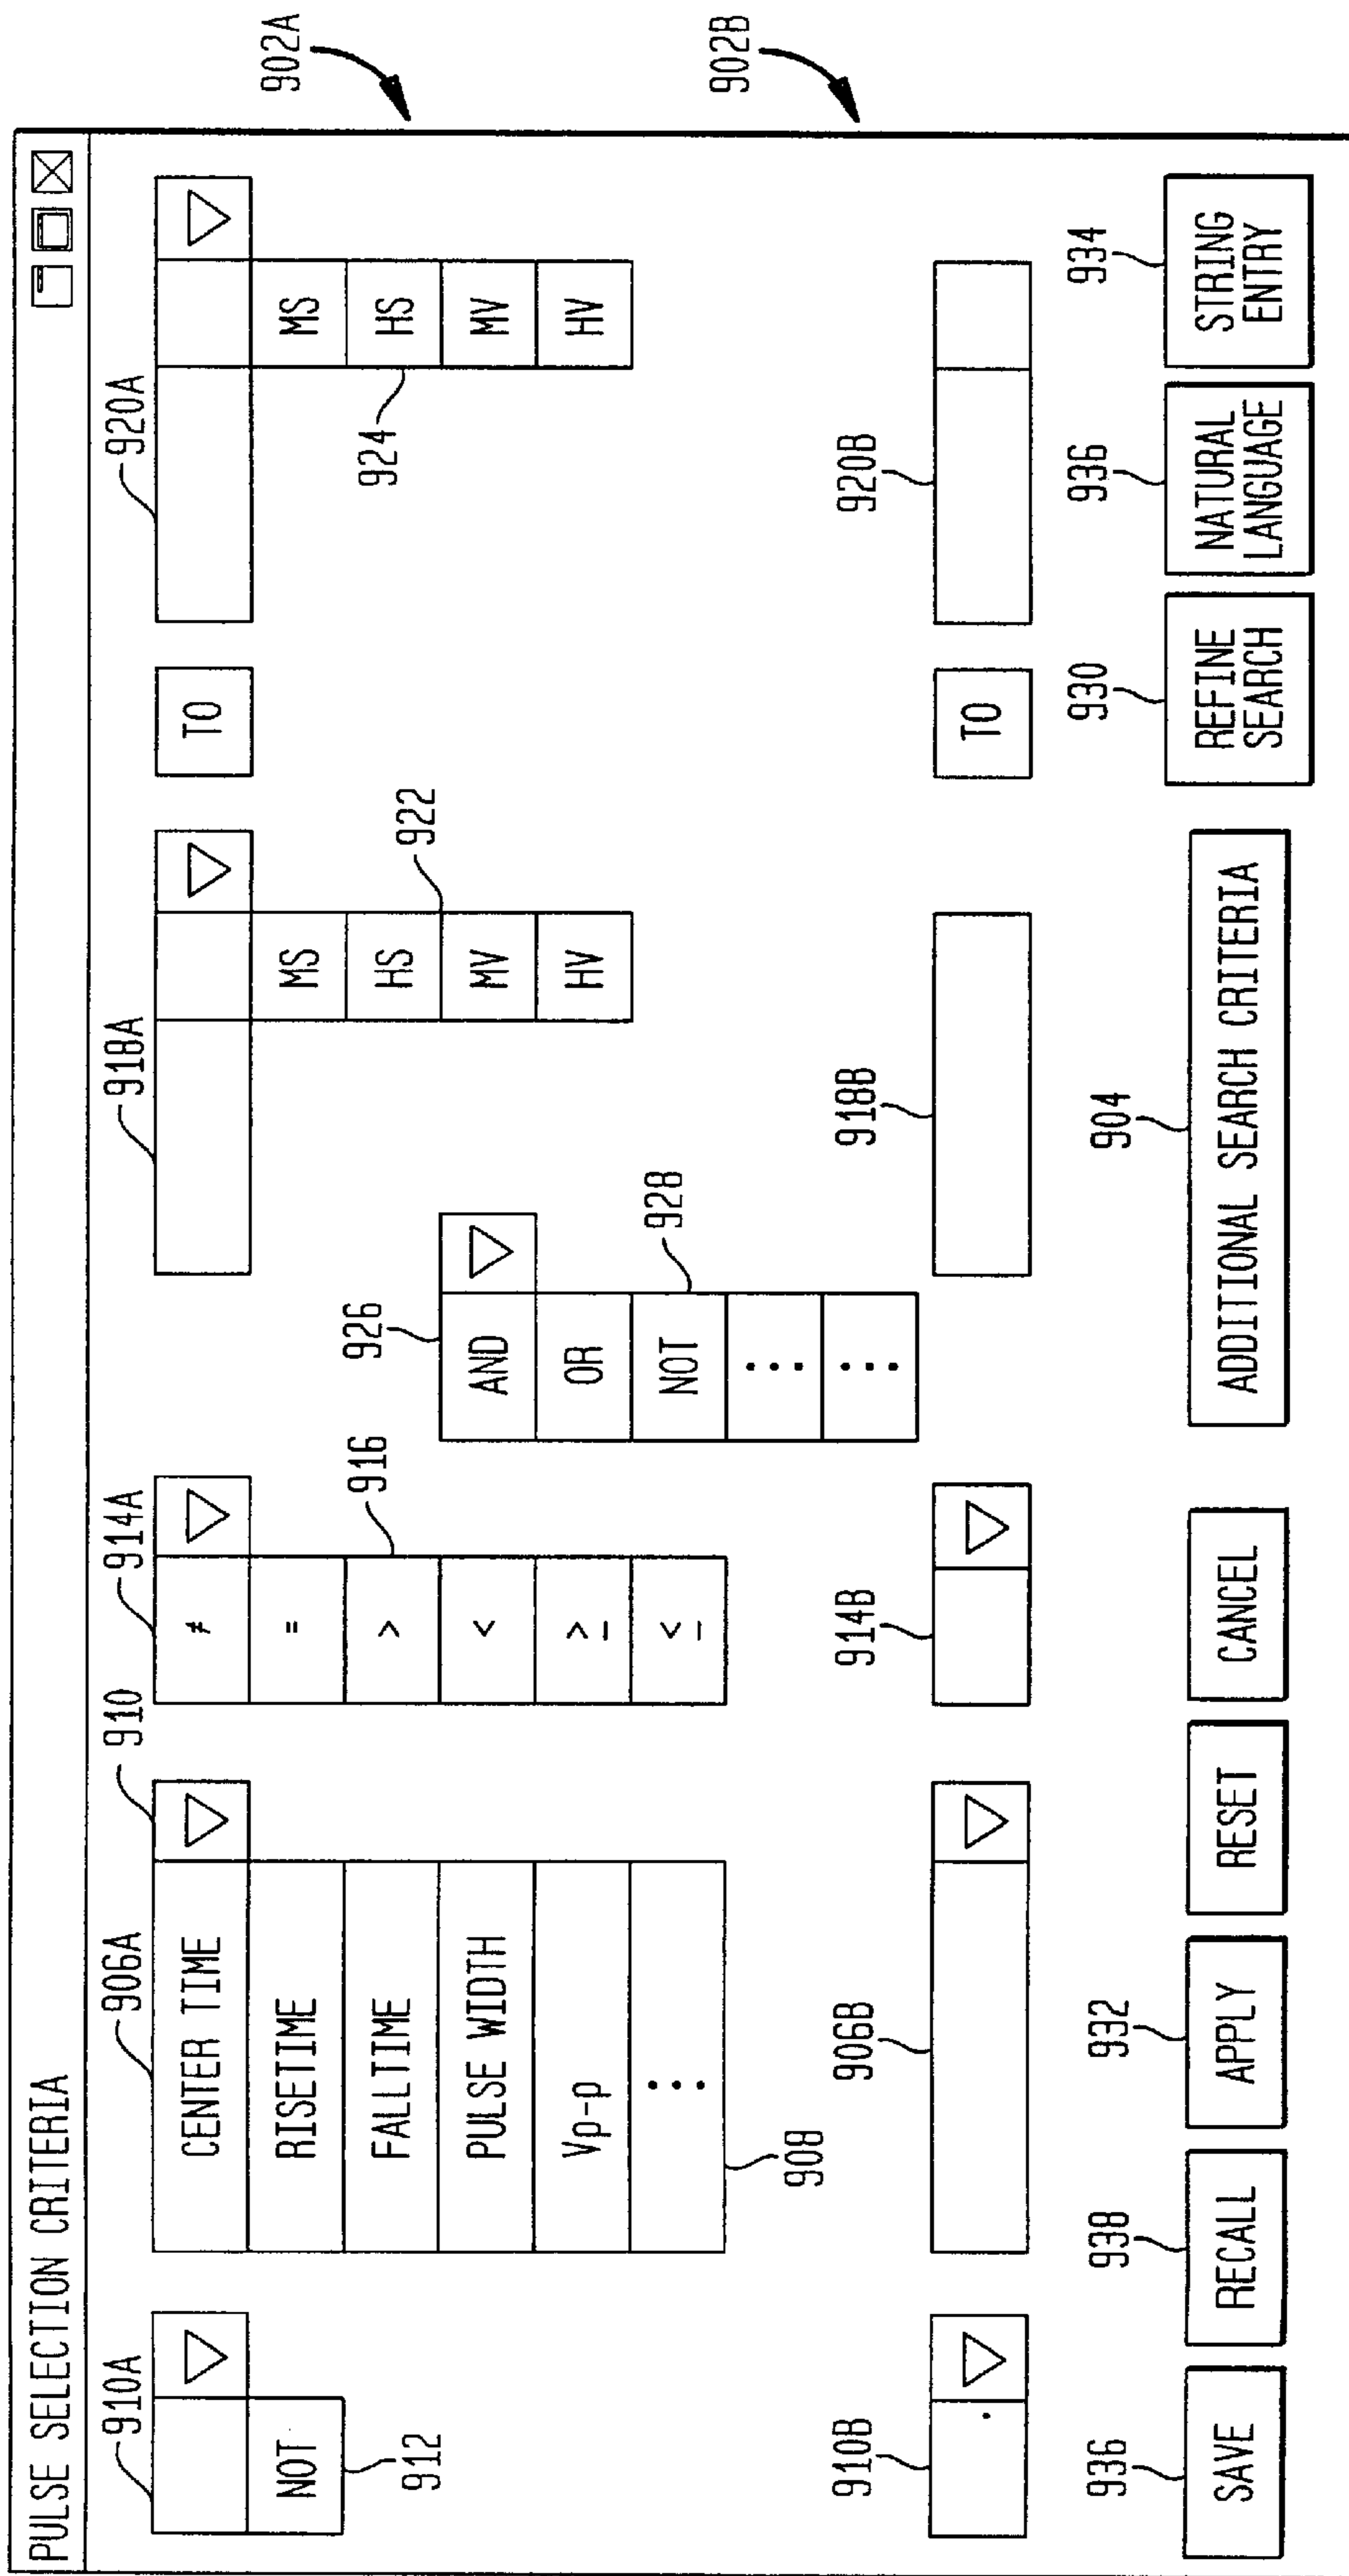 PULSE SELECTION CRITERIA
902A
902B
910A
906A
910
914A
918A
920A
CENTER TIME
≠
TO
NOT
RISETIME
=
MS
MS
FALLTIME
>
HS
HS
PULSE WIDTH
<
AND
MV
MV
Vp-p
>_
OR
HV
HV
⋮
<_
NOT
⋮
⋮
912
908
916
926
928
922
924
910B
906B
914B
918B
920B
TO
936
938
932
904
930
936
934
SAVE
RECALL
APPLY
RESET
CANCEL
ADDITIONAL SEARCH CRITERIA
REFINE
SEARCH
NATURAL
LANGUAGE
STRING
ENTRY